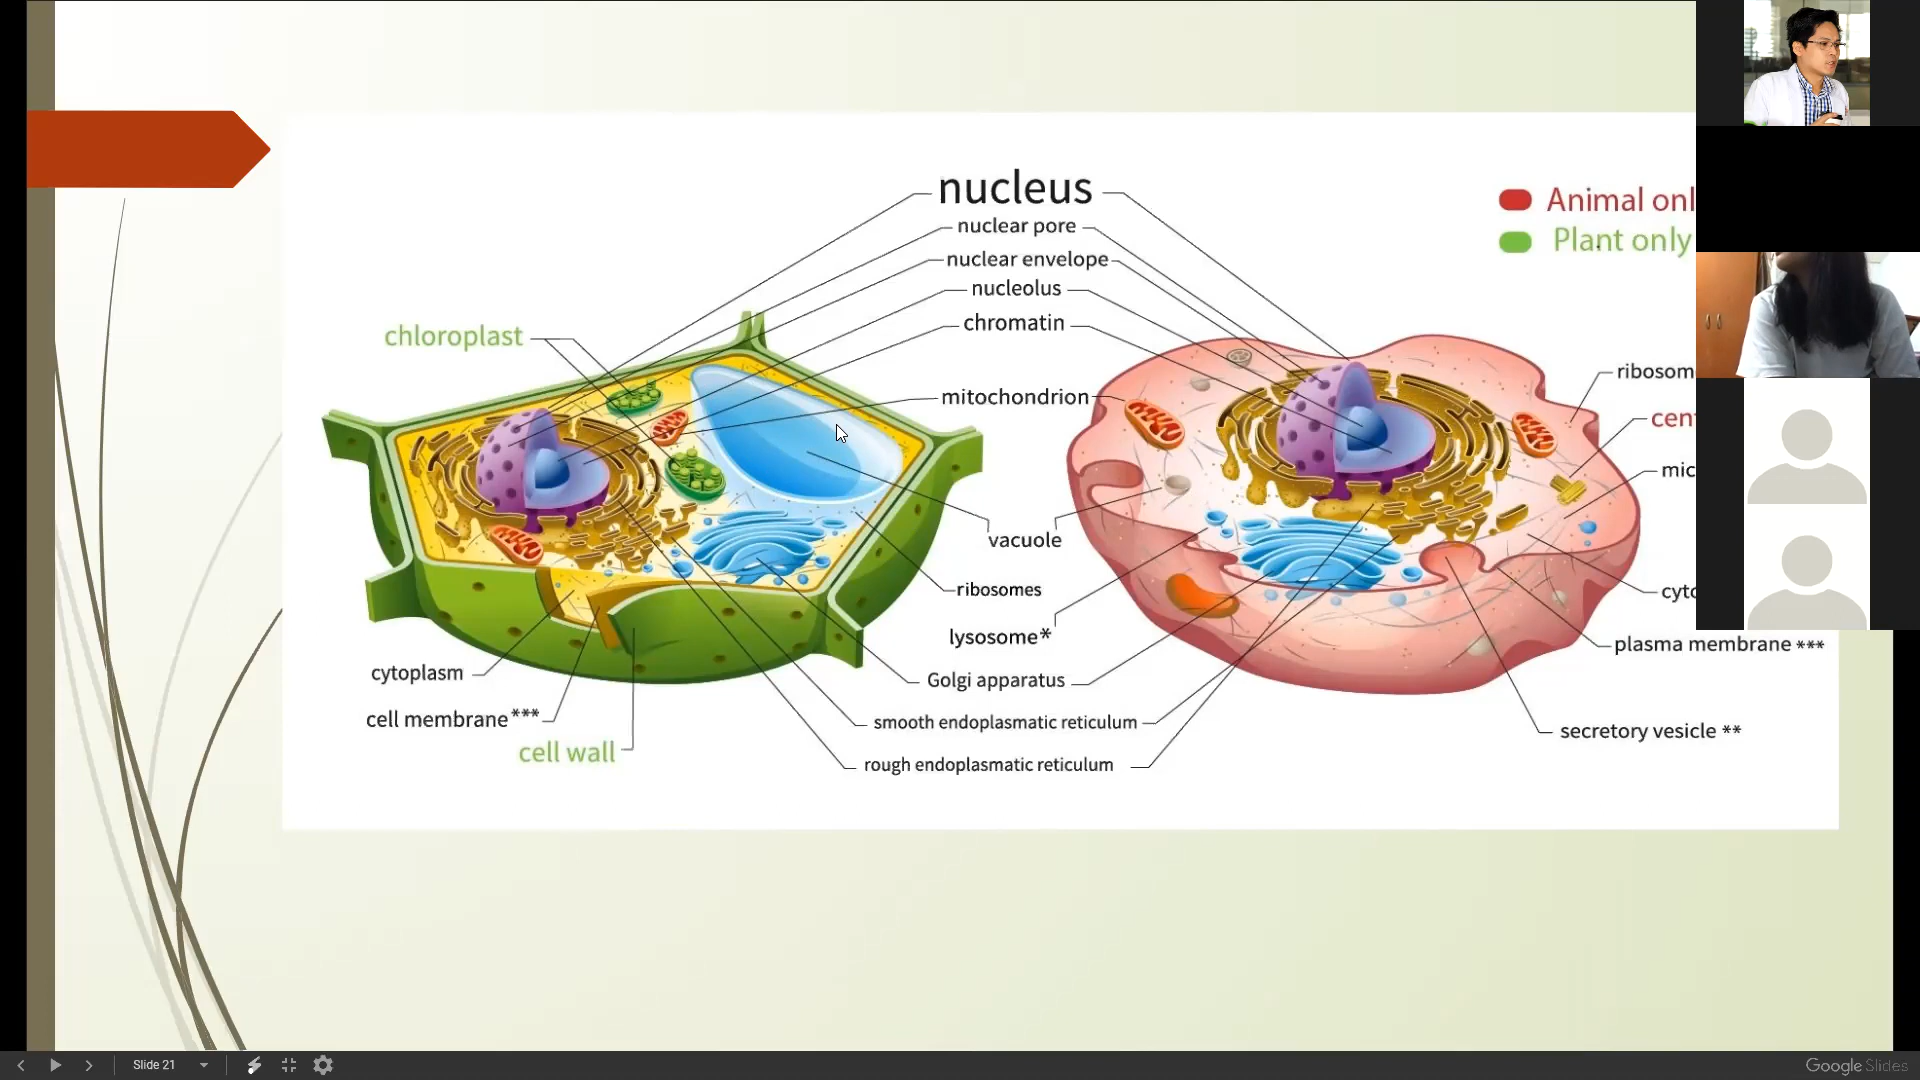 nucleus
nuclear pore
nuclear envelope
nucleolus
chromatin
mitochondrion
vacuole
ribosomes
lysosome*
Golgi apparatus
smooth endoplasmatic reticulum
rough endoplasmatic reticulum
chloroplast
cytoplasm
cell membrane***
cell wall
Animal onl
Plant only
ribosom
cen
mic
cyto
plasma membrane ***
secretory vesicle **
Slide 21
Google Slides